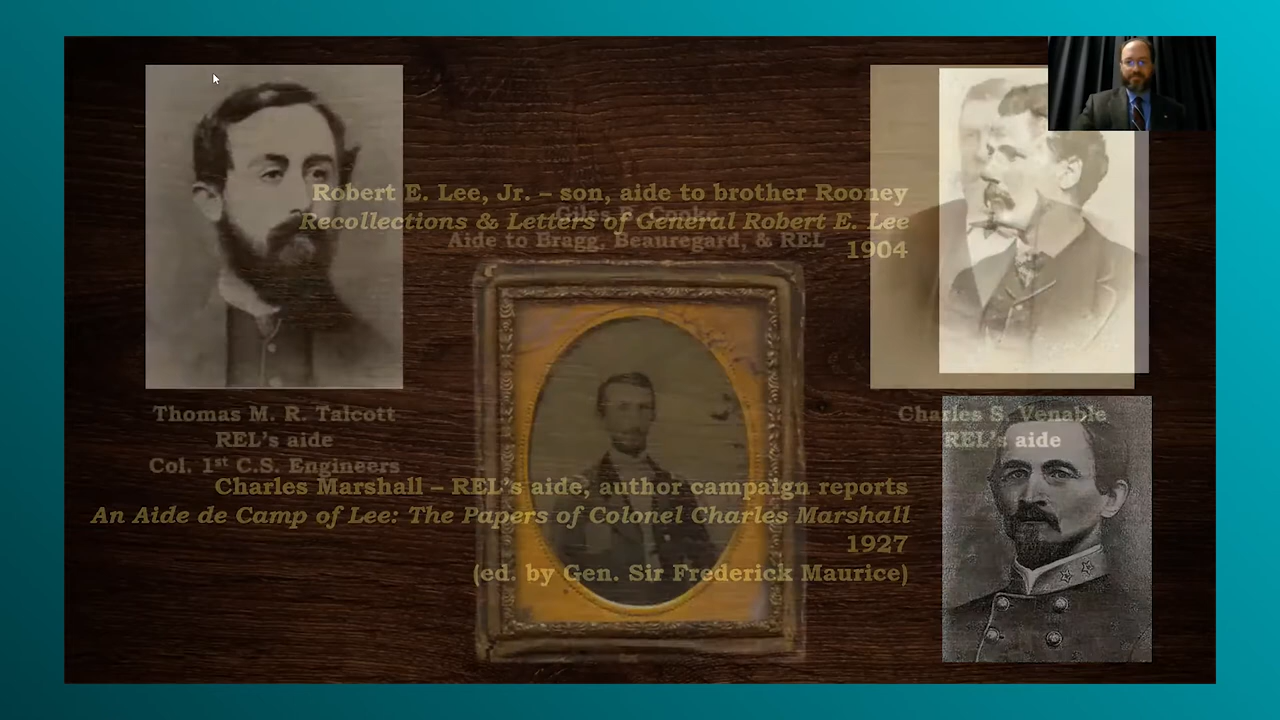 Robert E. Lee, Jr. – son, aide to brother Rooney
Recollections & Letters of General Robert E. Lee
1904
Giles B. Cooke
Aide to Bragg, Beauregard, & REL
Thomas M. R. Talcott
REL's aide
Col. 1st C.S. Engineers
Charles S. Venable
REL's aide
Charles Marshall – REL's aide, author campaign reports
An Aide de Camp of Lee: The Papers of Colonel Charles Marshall
1927
(ed. by Gen. Sir Frederick Maurice)